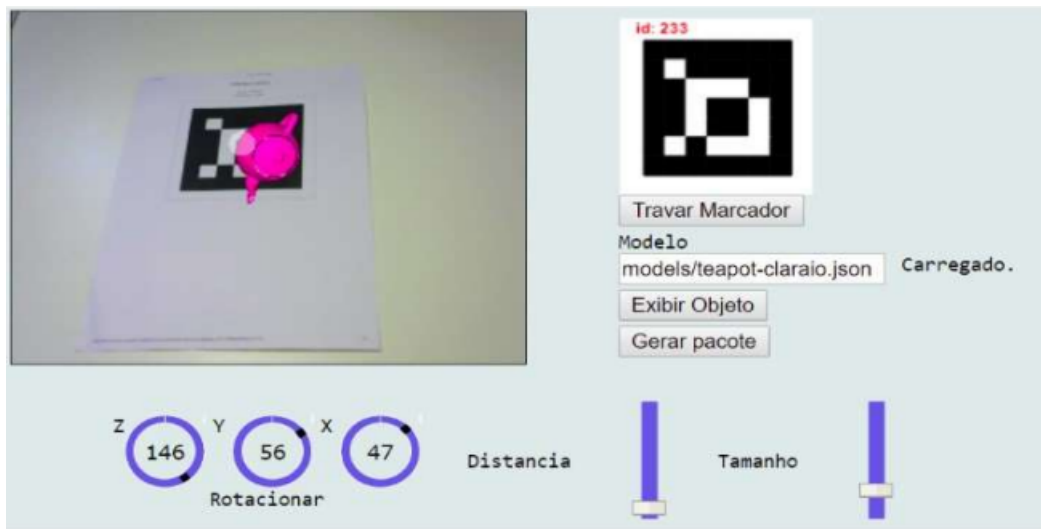 id: 233
Travar Marcador
Modelo
models/teapot-claraio.json
Carregado.
Exibir Objeto
Gerar pacote
Z
146
Y
56
X
47
Rotacionar
Distancia
Tamanho